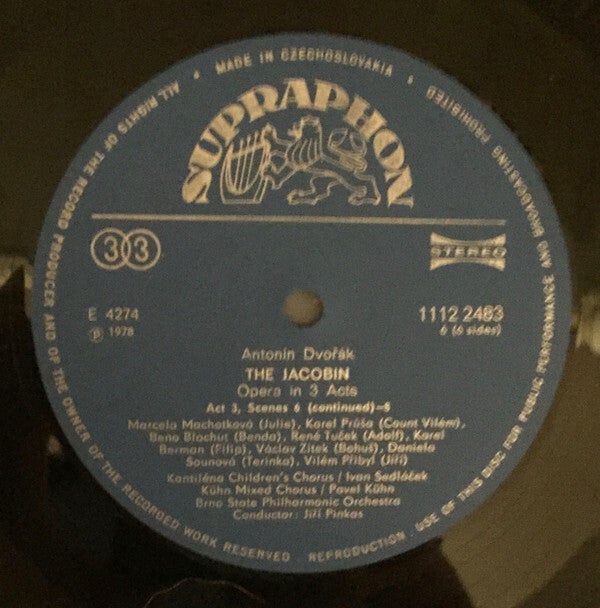 MADE IN CZECHOSLOVAKIA
ALL RIGHTS OF THE RECORD PRODUCER AND OF THE OWNER OF THE RECORDED WORK RESERVED · REPRODUCTION · USE OF THIS DISC FOR PUBLIC PERFORMANCE AND BROADCASTING PROHIBITED
SUPRAPHON
33
STEREO
E 4274
1112 2483
℗ 1978
6 (6 sides)
Antonín Dvořák
THE JACOBIN
Opera in 3 Acts
Act 3, Scenes 6 (continued)–8
Marcela Machotková (Julie), Karel Průša (Count Vilém),
Beno Blachut (Benda), René Tuček (Adolf), Karel
Berman (Filip), Václav Zítek (Bohuš), Daniela
Šounová (Terinka), Vilém Přibyl (Jiří)
Kantiléna Children's Chorus / Ivan Sedláček
Kühn Mixed Chorus / Pavel Kühn
Brno State Philharmonic Orchestra
Conductor: Jiří Pinkas